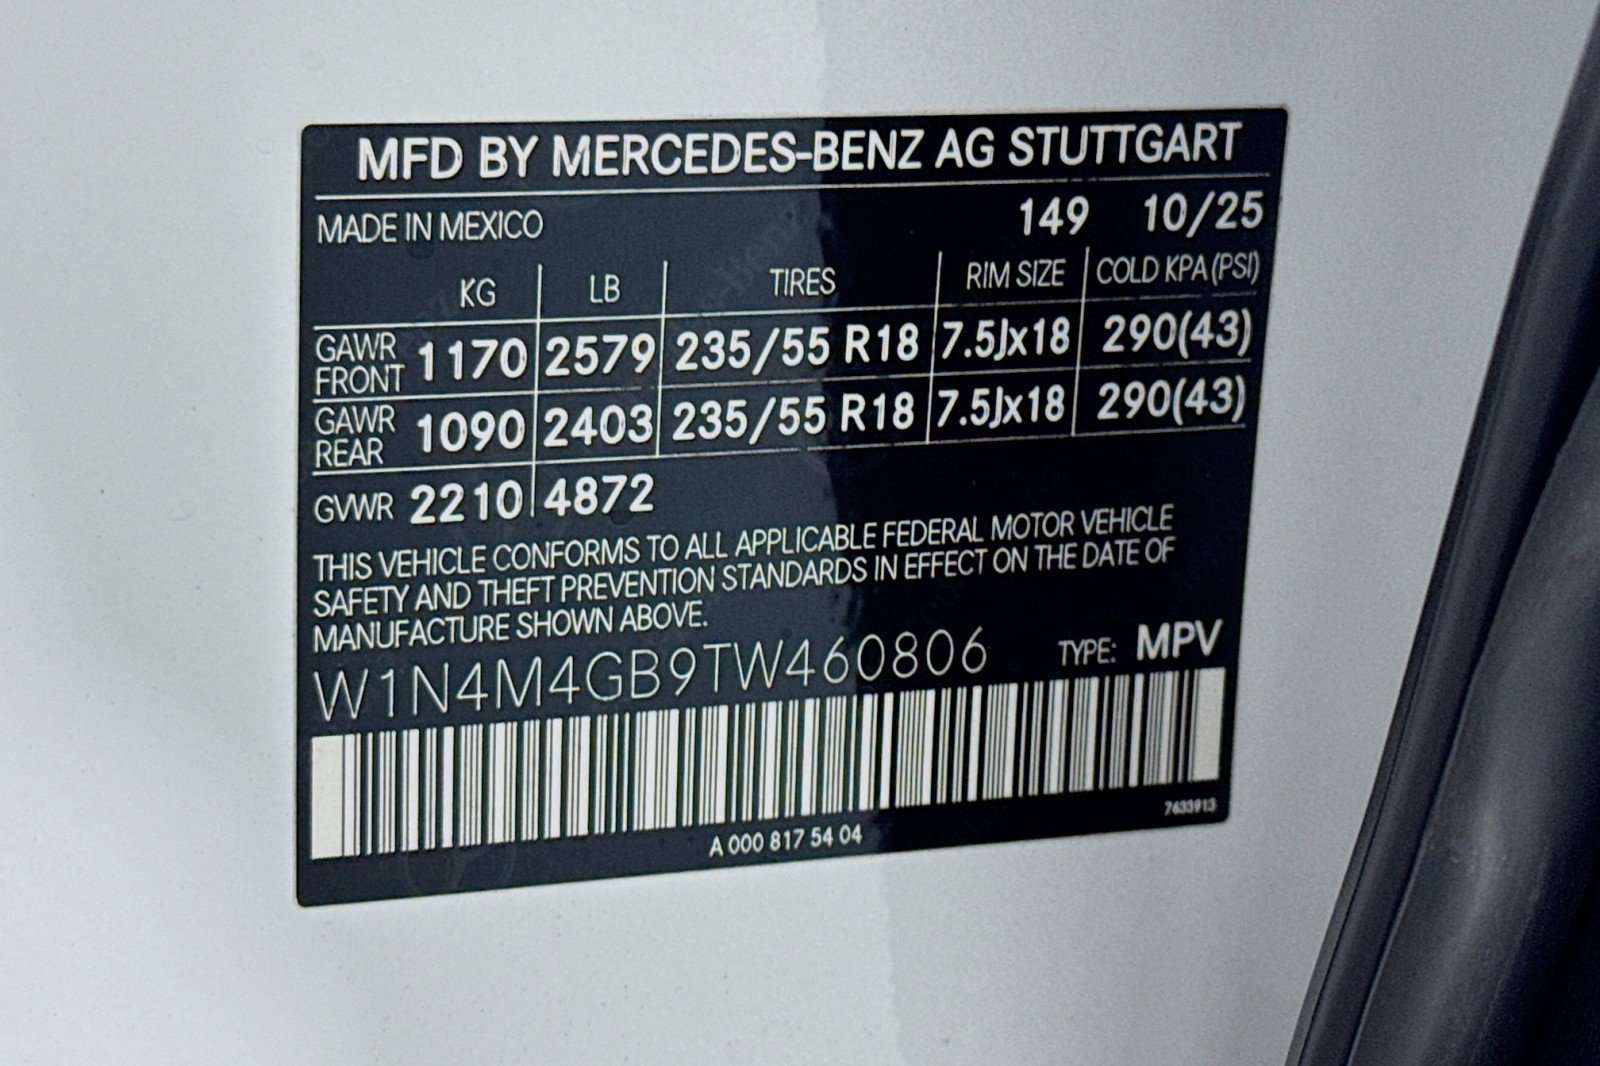 MFD BY MERCEDES-BENZ AG STUTTGART
MADE IN MEXICO 149 10/25
KG LB TIRES RIM SIZE COLD KPA (PSI)
GAWR FRONT 1170 2579 235/55 R18 7.5Jx18 290(43)
GAWR REAR 1090 2403 235/55 R18 7.5Jx18 290(43)
GVWR 2210 4872
THIS VEHICLE CONFORMS TO ALL APPLICABLE FEDERAL MOTOR VEHICLE
SAFETY AND THEFT PREVENTION STANDARDS IN EFFECT ON THE DATE OF
MANUFACTURE SHOWN ABOVE.
W1N4M4GB9TW460806 TYPE: MPV
7633913
A 000 817 54 04